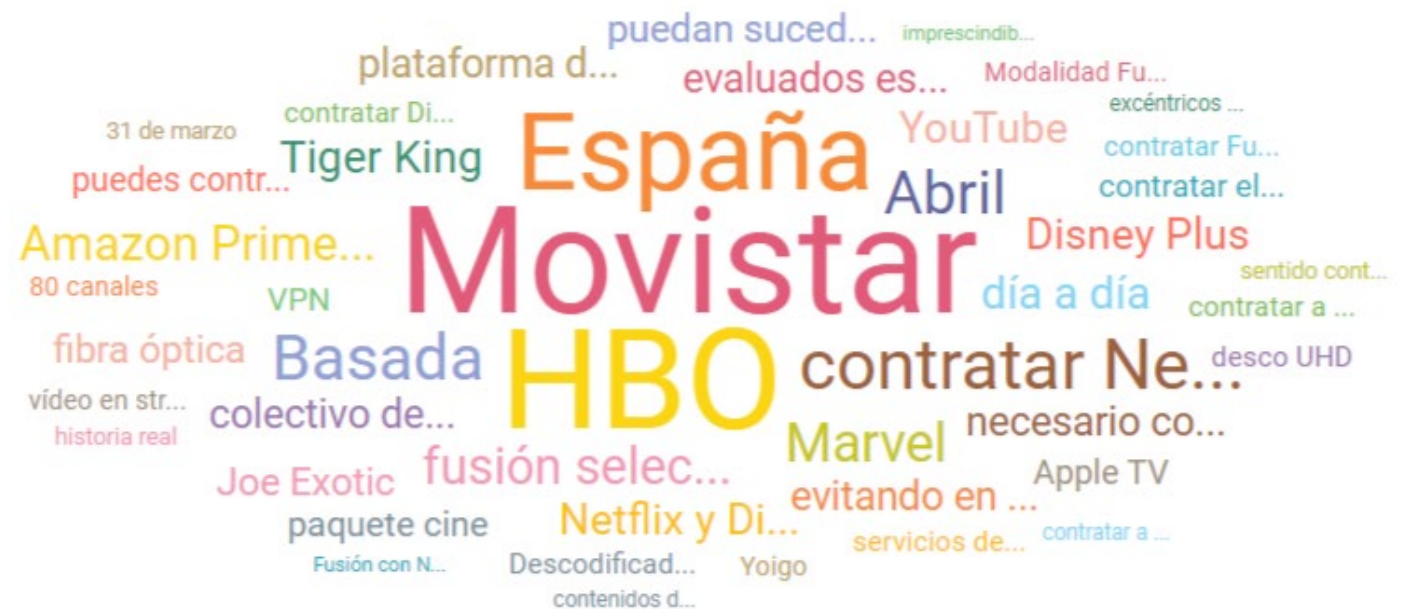 puedan suced...
imprescindib...
plataforma d...
evaluados es...
Modalidad Fu...
contratar Di...
excéntricos ...
31 de marzo
Tiger King
España
YouTube
contratar Fu...
puedes contr...
Abril
contratar el...
Amazon Prime...
Movistar
Disney Plus
80 canales
VPN
día a día
sentido cont...
contratar a ...
fibra óptica
Basada
HBO
contratar Ne...
desco UHD
vídeo en str...
colectivo de...
necesario co...
historia real
Marvel
Joe Exotic
fusión selec...
Apple TV
evitando en ...
paquete cine
Netflix y Di...
servicios de...
contratar a ...
Fusión con N...
Descodificad...
Yoigo
contenidos d...